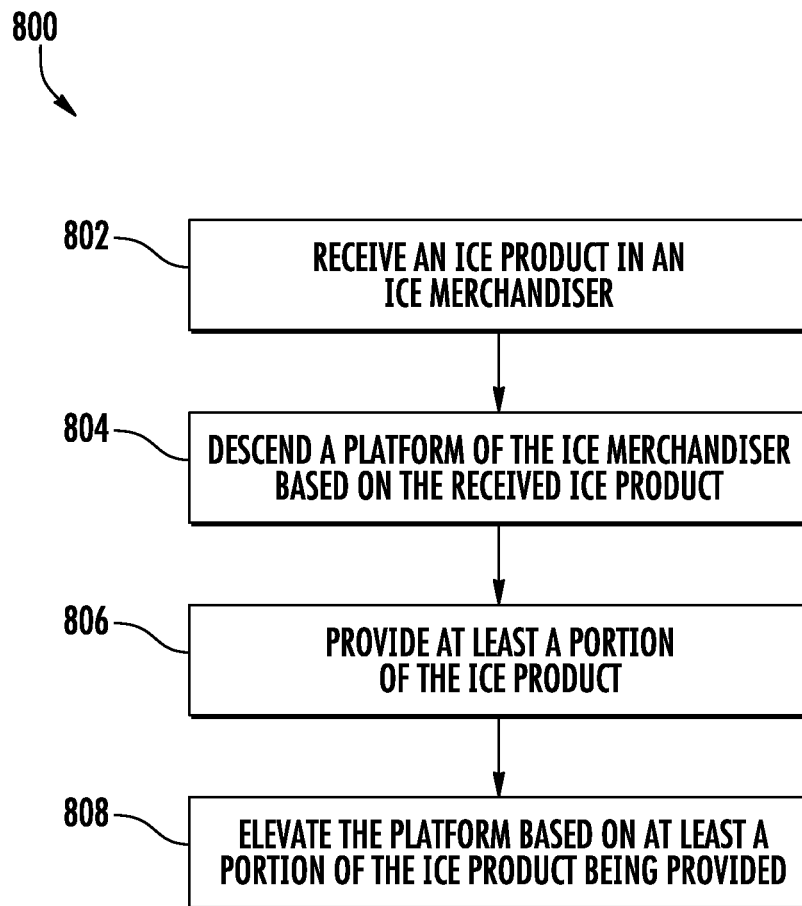 800
802
RECEIVE AN ICE PRODUCT IN AN
ICE MERCHANDISER
804
DESCEND A PLATFORM OF THE ICE MERCHANDISER
BASED ON THE RECEIVED ICE PRODUCT
806
PROVIDE AT LEAST A PORTION
OF THE ICE PRODUCT
808
ELEVATE THE PLATFORM BASED ON AT LEAST A
PORTION OF THE ICE PRODUCT BEING PROVIDED